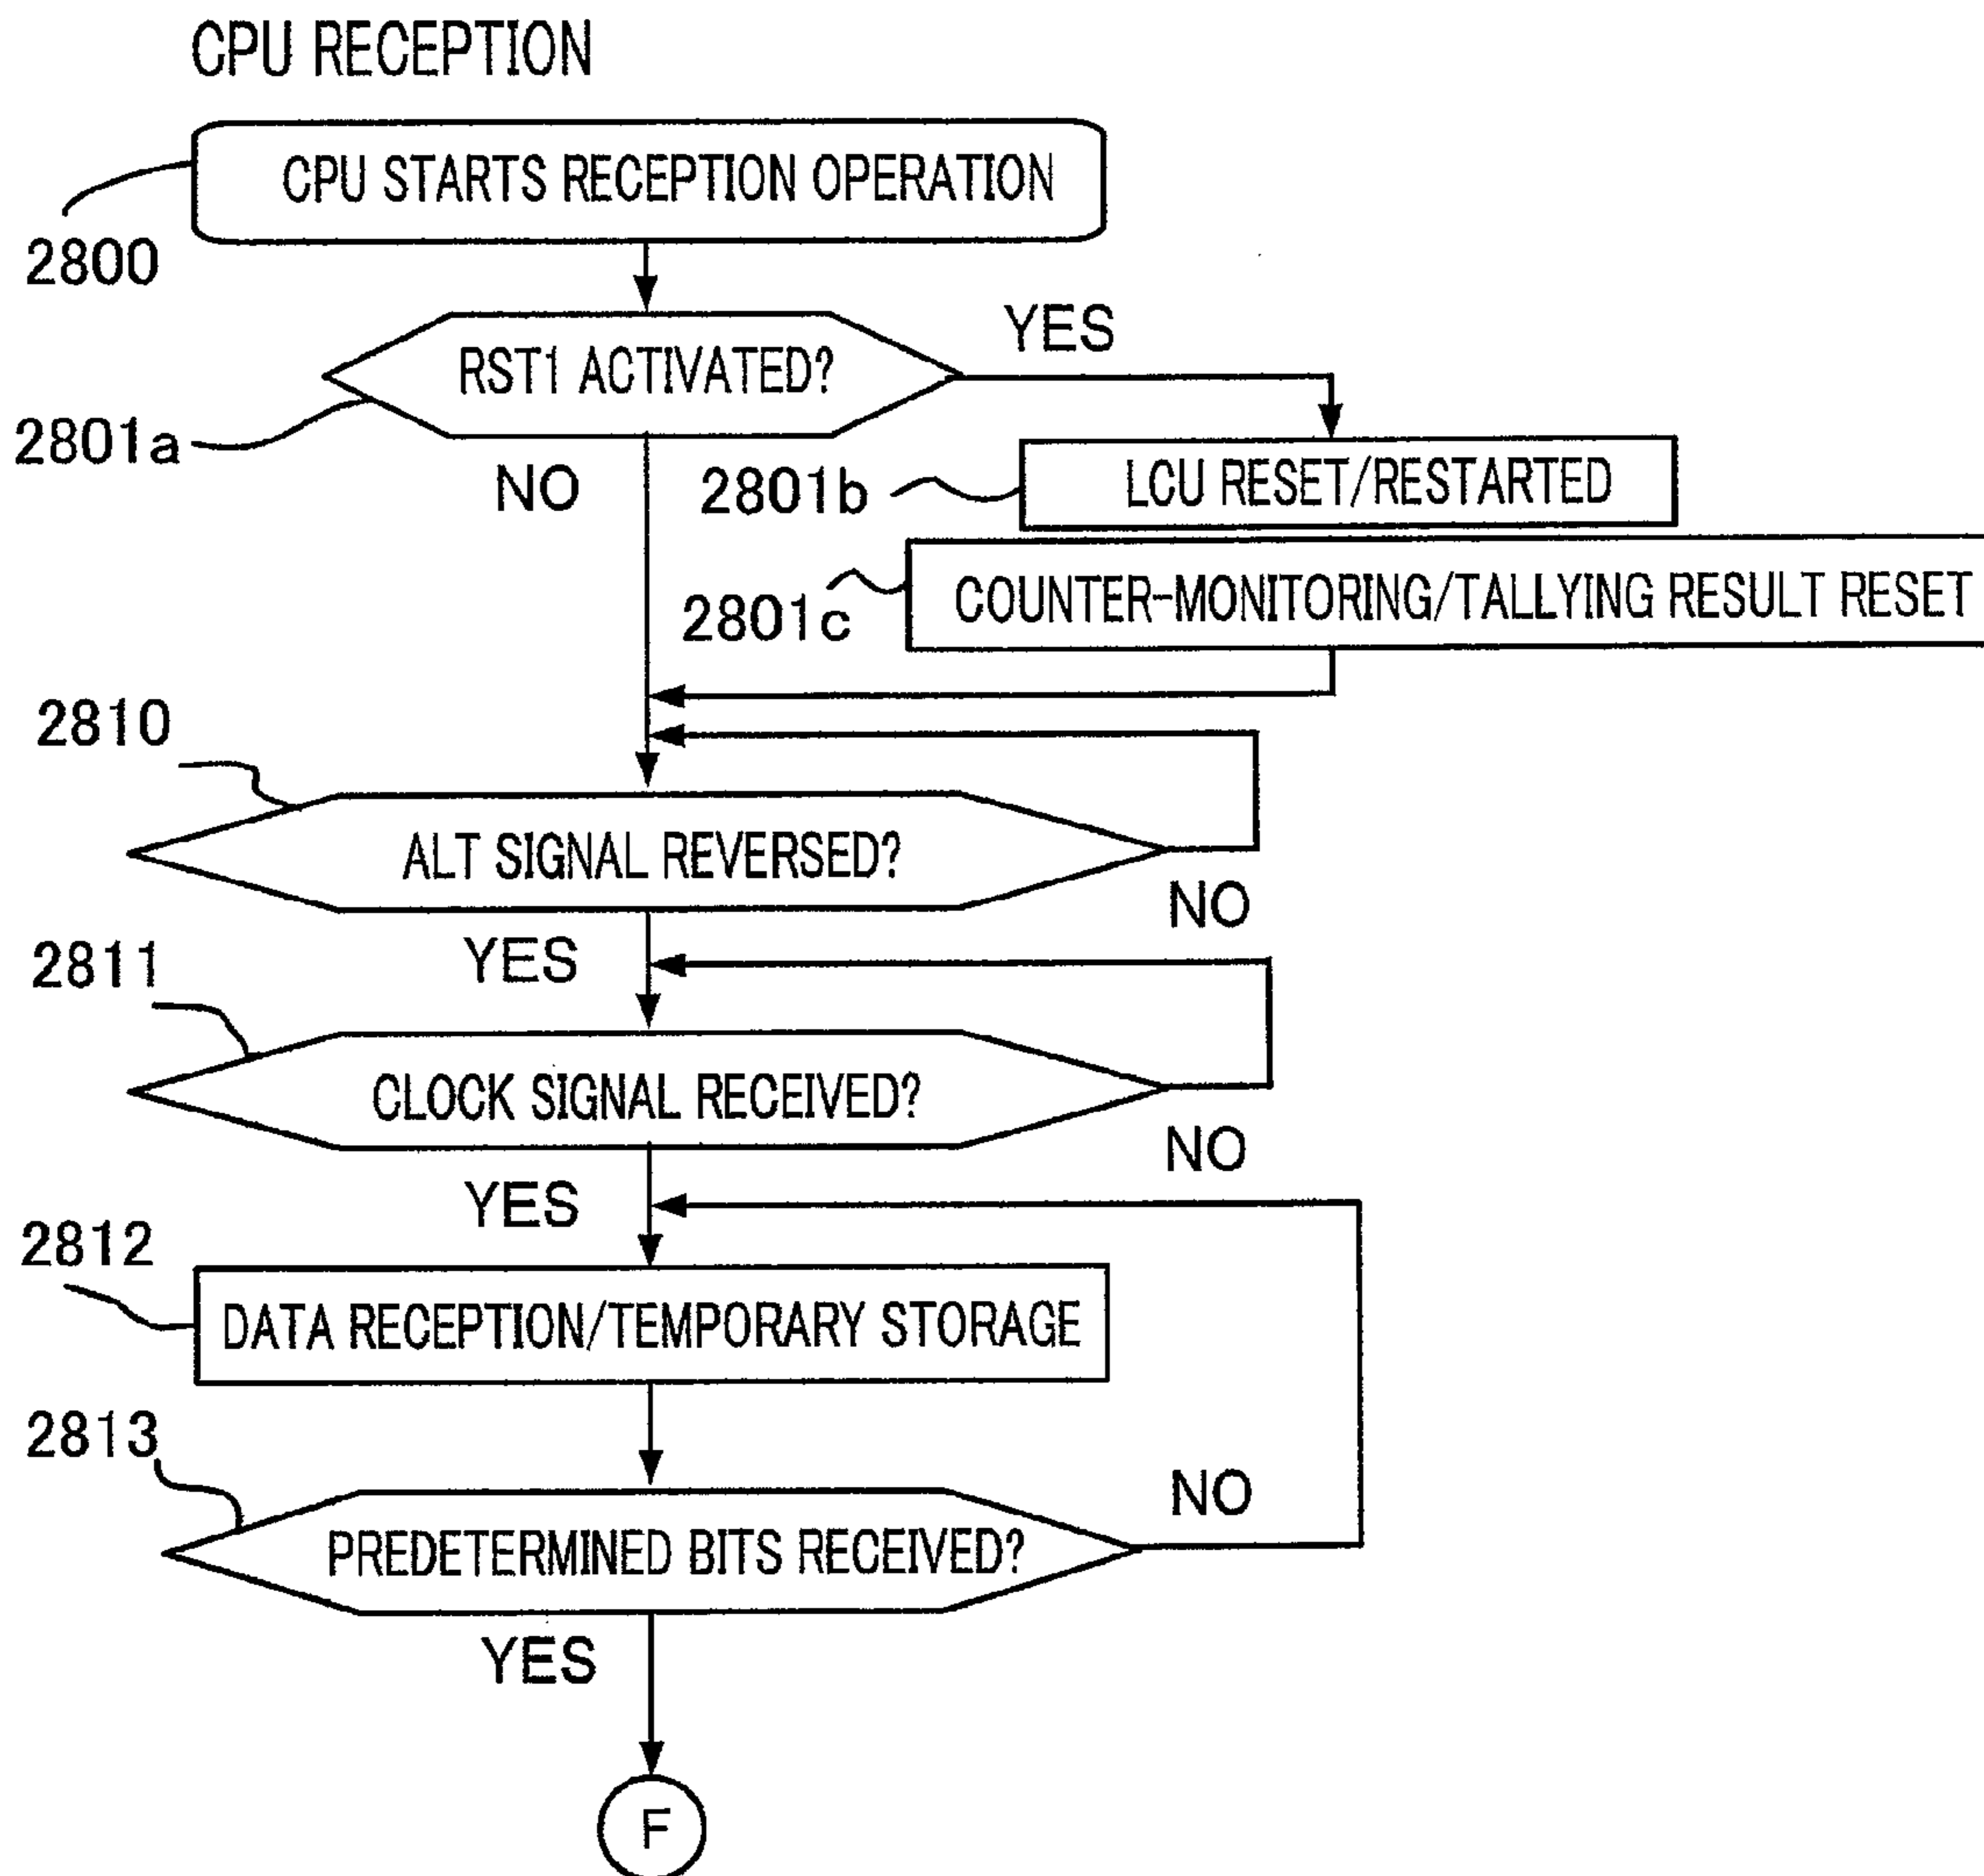 CPU RECEPTION
CPU STARTS RECEPTION OPERATION
2800
RST1 ACTIVATED?
YES
2801a
NO
2801b
LCU RESET/RESTARTED
2801c
COUNTER-MONITORING/TALLYING RESULT RESET
2810
ALT SIGNAL REVERSED?
NO
YES
2811
CLOCK SIGNAL RECEIVED?
NO
YES
2812
DATA RECEPTION/TEMPORARY STORAGE
2813
NO
PREDETERMINED BITS RECEIVED?
YES
F